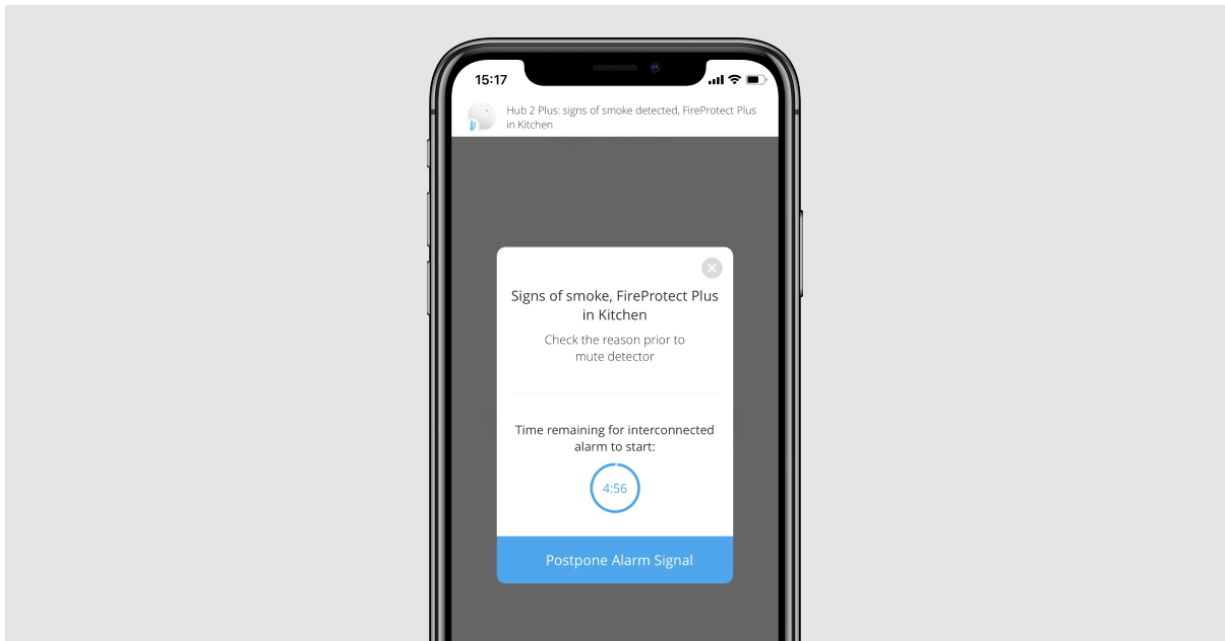 15:17
Hub 2 Plus: signs of smoke detected, FireProtect Plus
in Kitchen
Signs of smoke, FireProtect Plus
in Kitchen
Check the reason prior to
mute detector
Time remaining for interconnected
alarm to start:
4:56
Postpone Alarm Signal